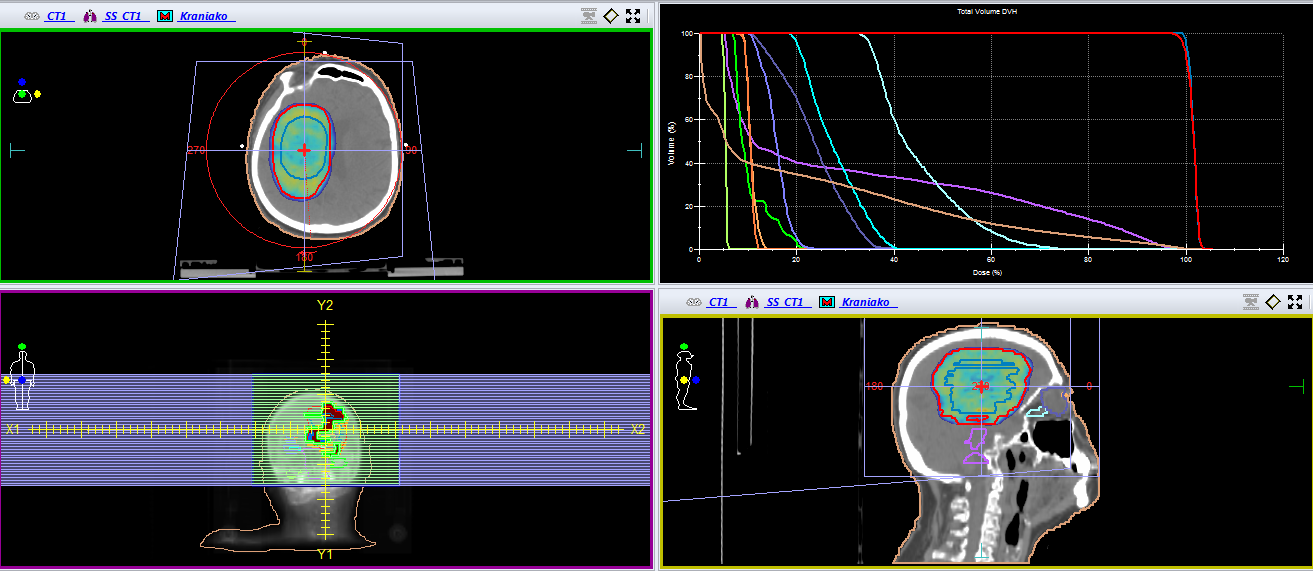 CT1 SS_CT1 Kraniako
0
270
90
180
Total Volume DVH
Volume (%)
100
80
60
40
20
0
0 20 40 60 80 100 120
Dose (%)
Y2
X1
X2
Y1
CT1 SS_CT1 Kraniako
180
0